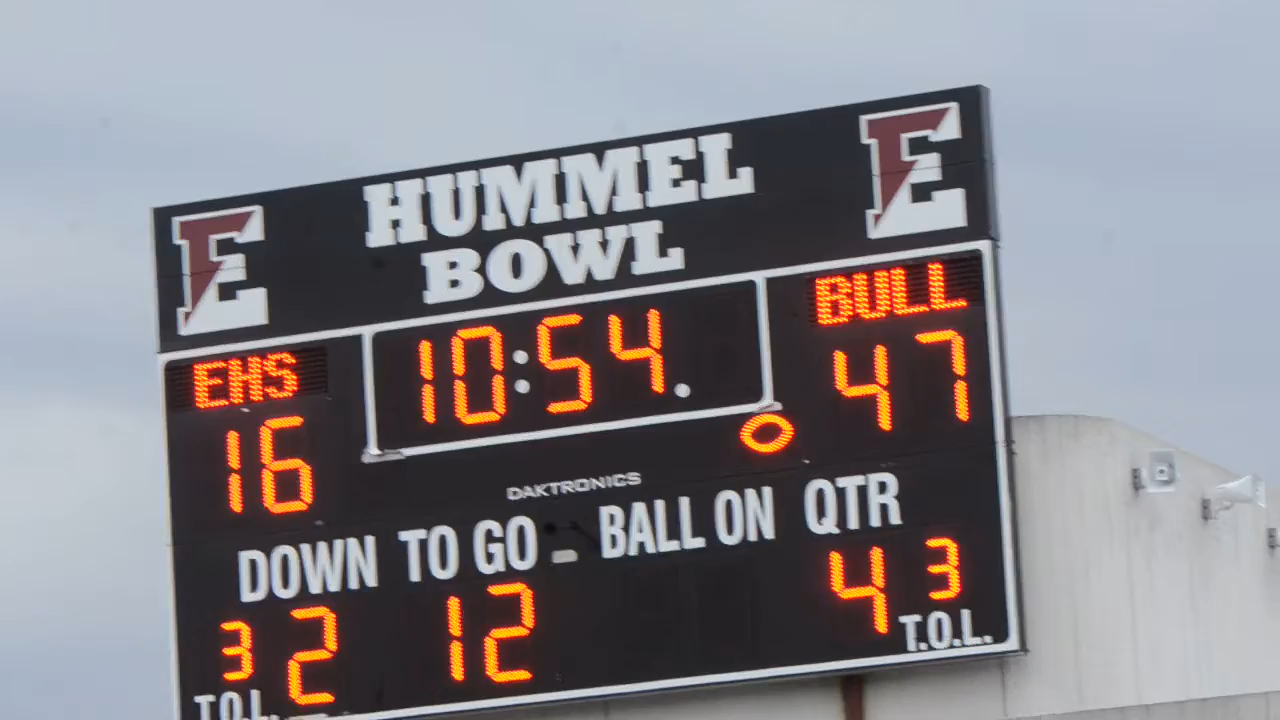 E HUMMEL E
BOWL
EHS 10:54 BULL
16 47
DAKTRONICS
DOWN TO GO BALL ON QTR
3 2 12 4 3
T.O.L. T.O.L.